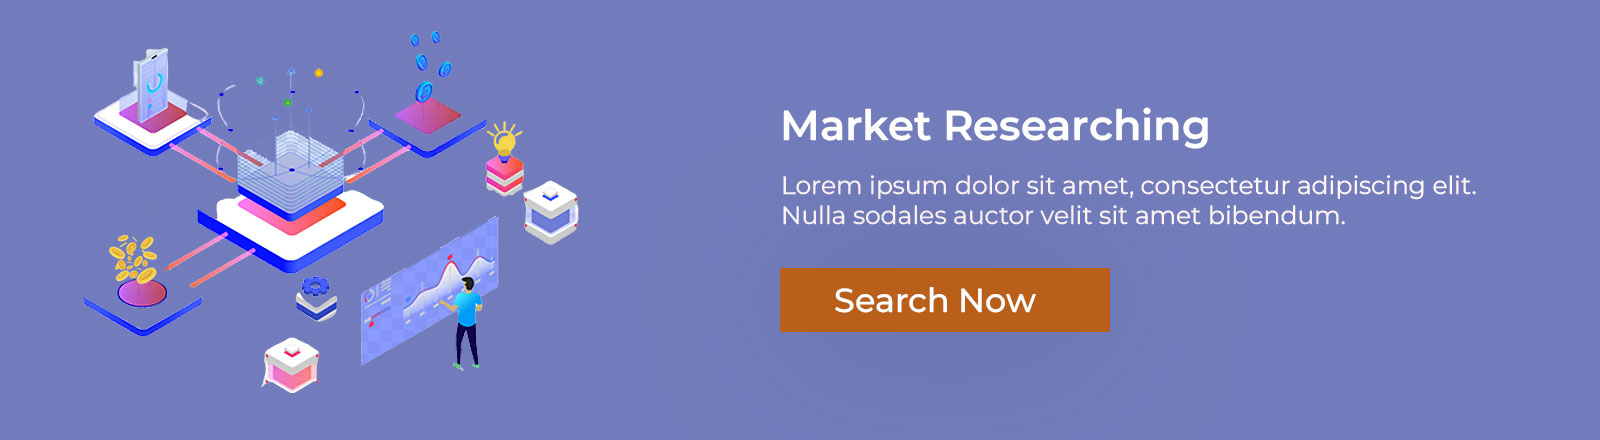 Market Researching
Lorem ipsum dolor sit amet, consectetur adipiscing elit.
Nulla sodales auctor velit sit amet bibendum.
Search Now